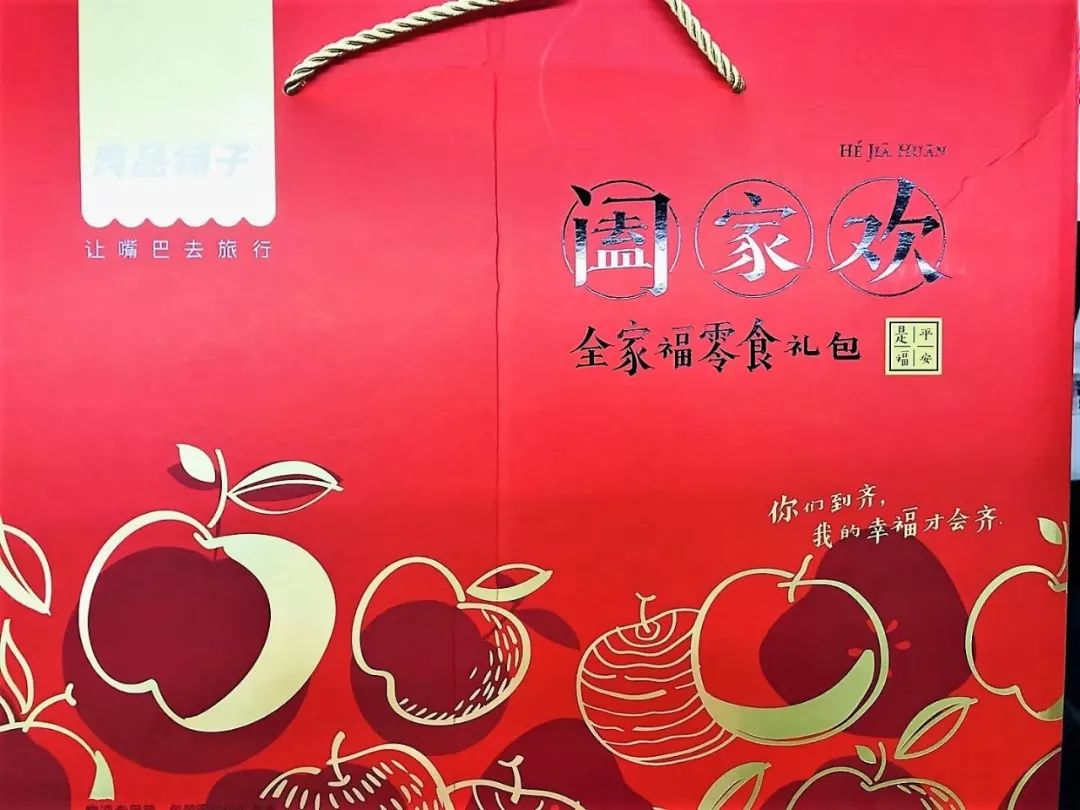 良品铺子
让嘴巴去旅行
HÉ JIĀ HUĀN
阖家欢
全家福零食礼包
平安
是福
你们到齐,
我的幸福才会齐.